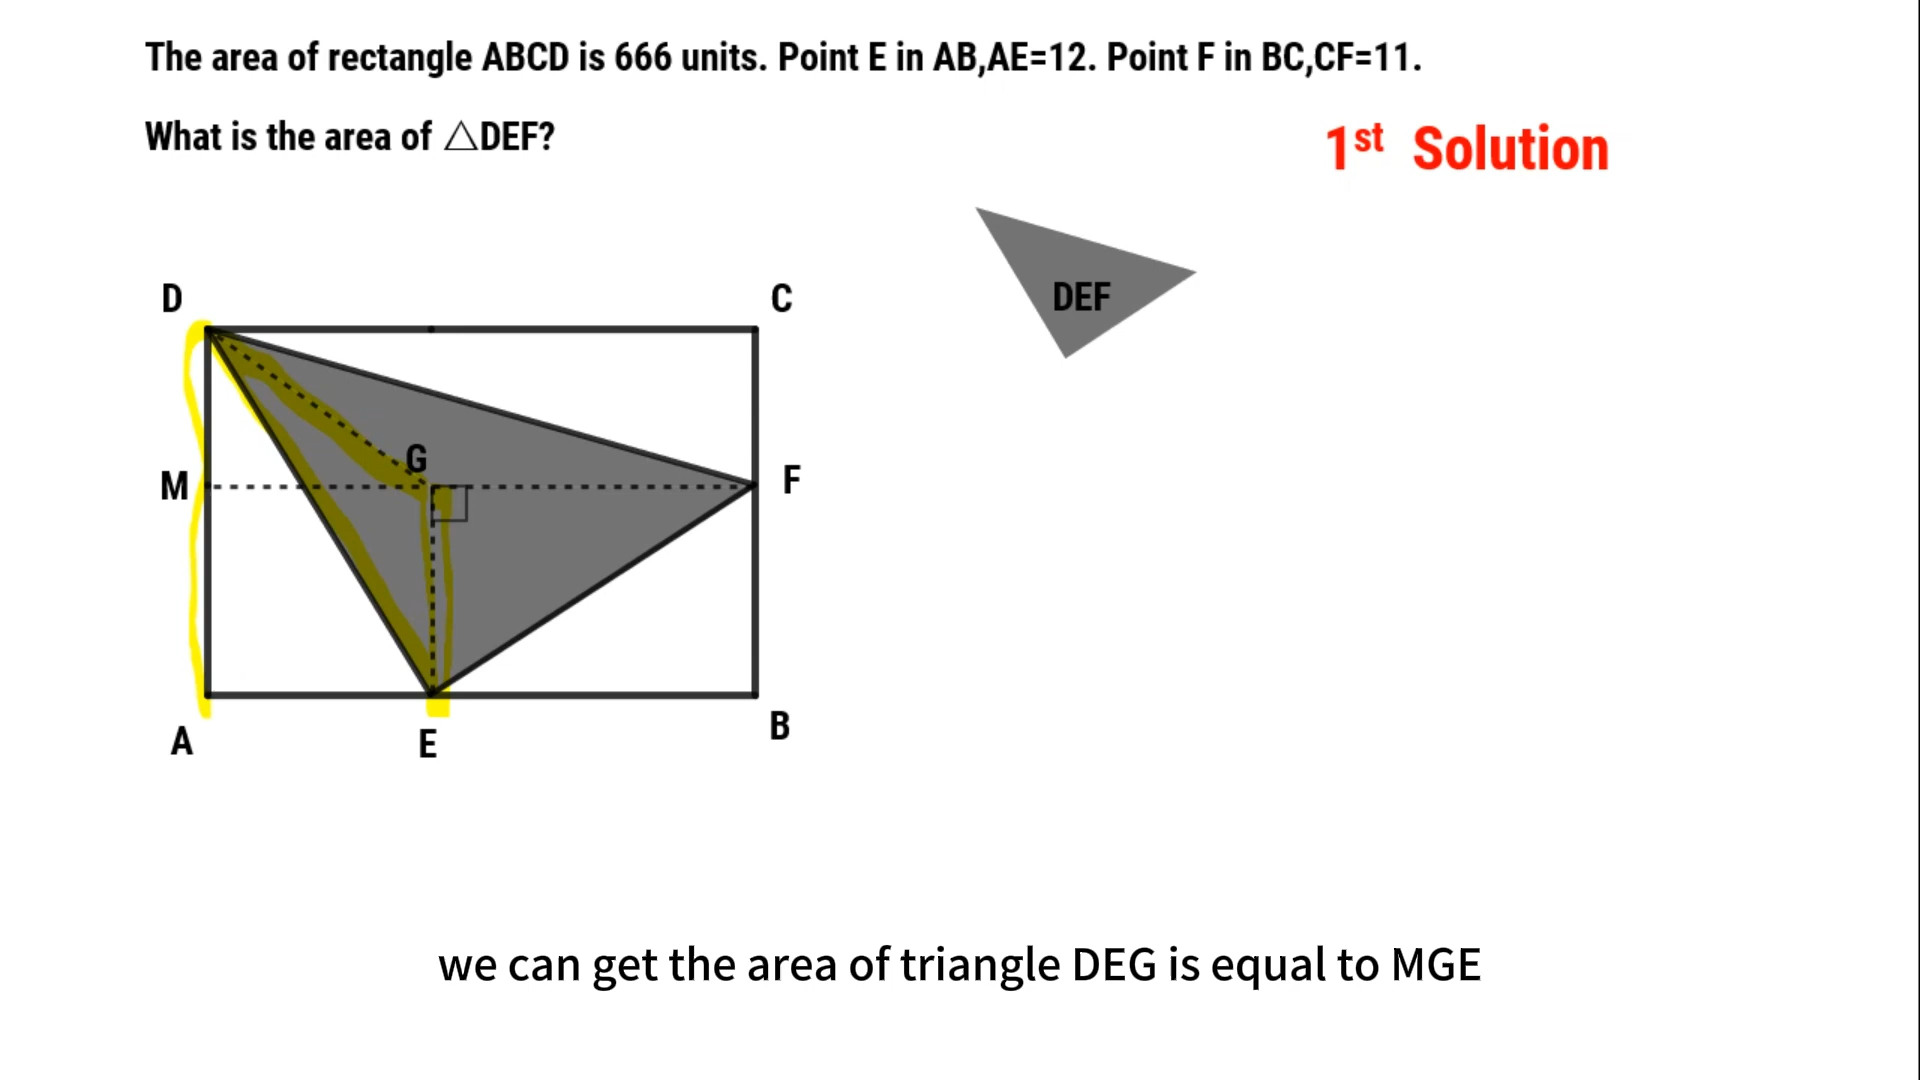 The area of rectangle ABCD is 666 units. Point E in AB,AE=12. Point F in BC,CF=11.
What is the area of △DEF?
1st Solution
DEF
D
C
G
M
F
A
E
B
we can get the area of triangle DEG is equal to MGE